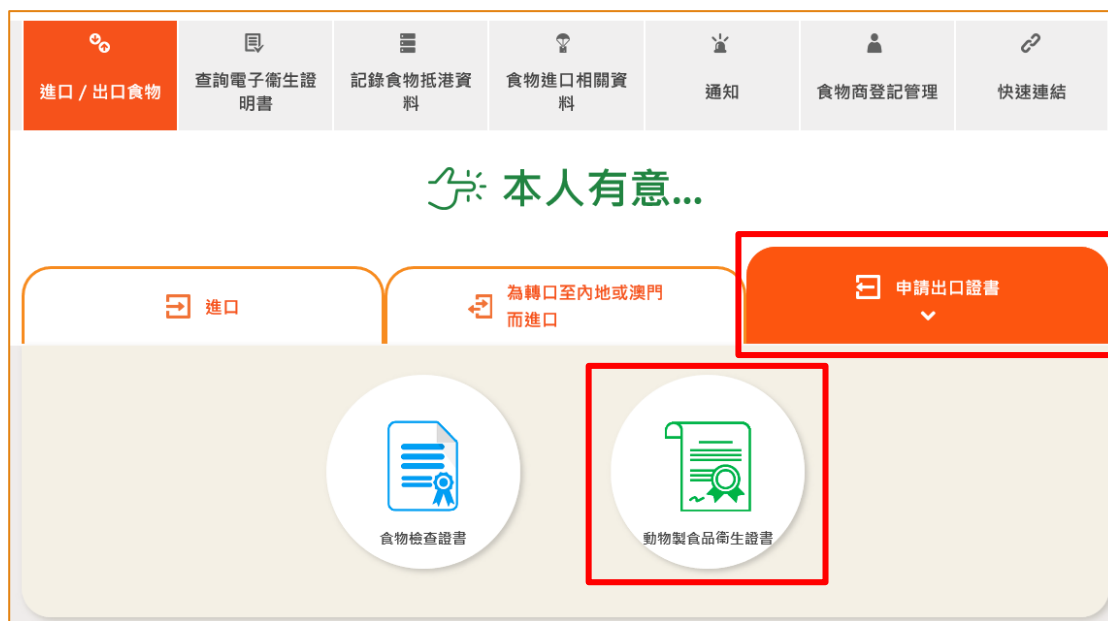 進口 / 出口食物
查詢電子衞生證
明書
記錄食物抵港資
料
食物進口相關資
料
通知
食物商登記管理
快速連結
本人有意...
進口
為轉口至內地或澳門
而進口
申請出口證書
食物檢查證書
動物製食品衞生證書